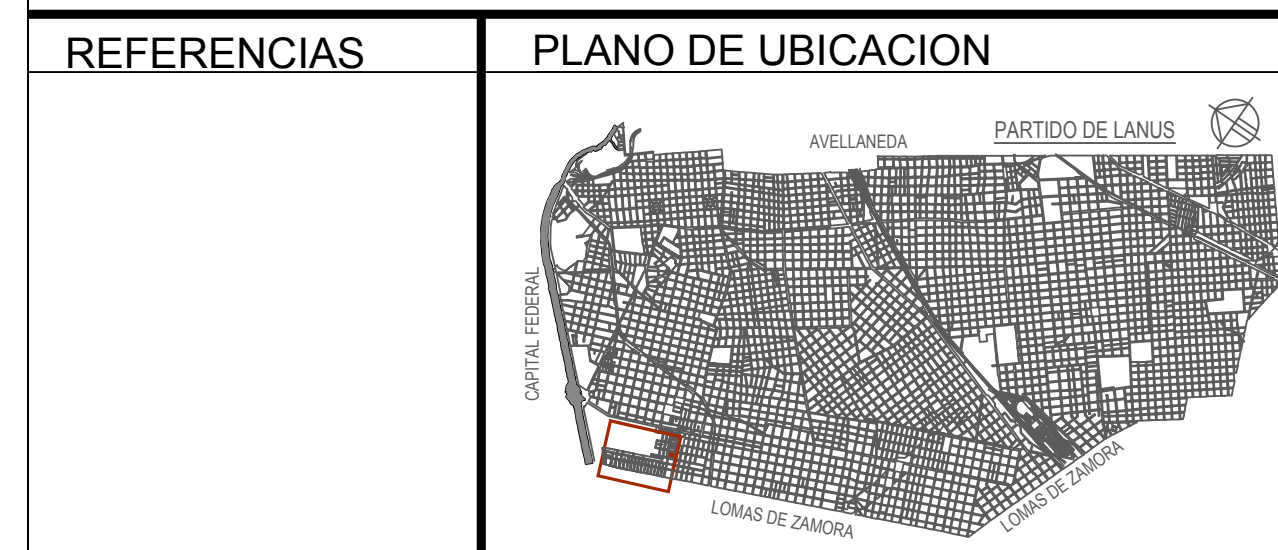 REFERENCIAS
PLANO DE UBICACION
AVELLANEDA
PARTIDO DE LANUS
CAPITAL FEDERAL
LOMAS DE ZAMORA
LOMAS DE ZAMORA